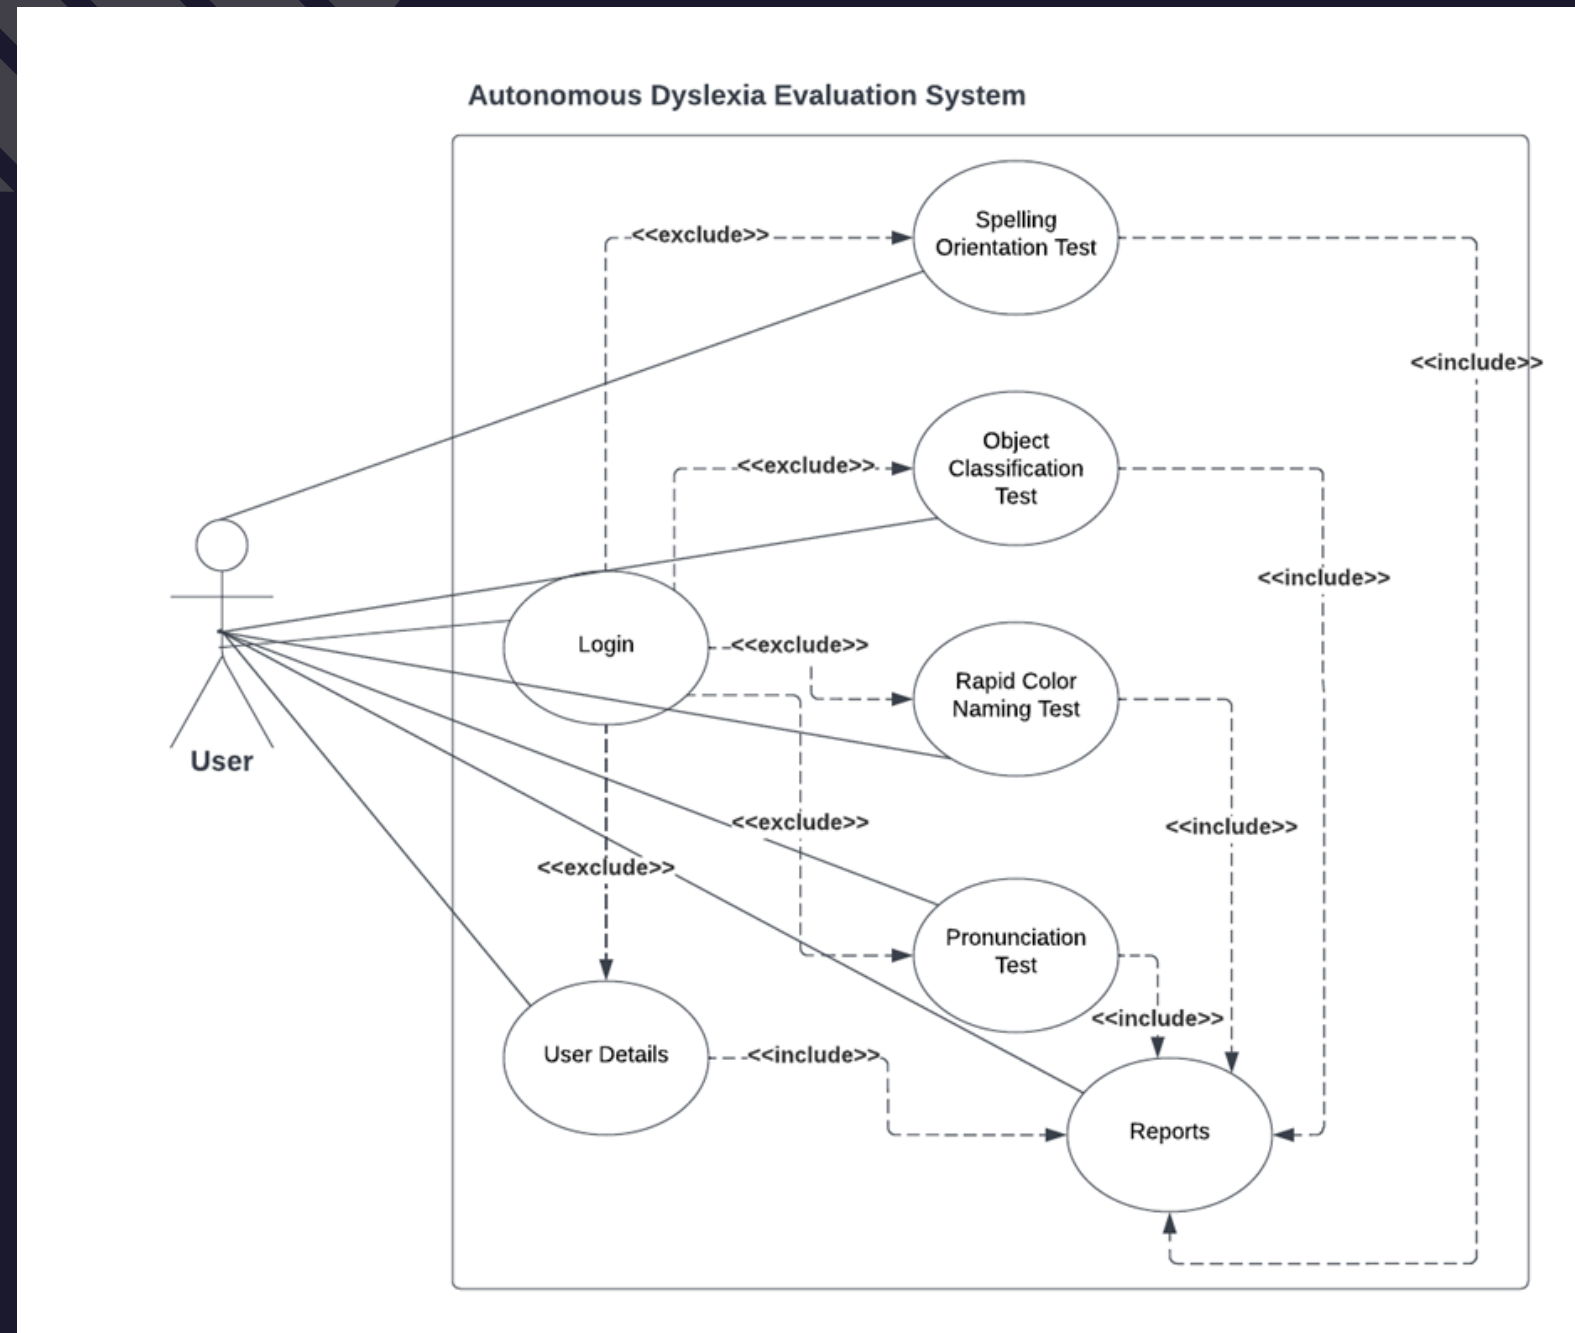 Autonomous Dyslexia Evaluation System
<<exclude>>
Spelling
Orientation Test
<<include>>
<<exclude>>
Object
Classification
Test
<<include>>
Login
<<exclude>>
Rapid Color
Naming Test
User
<<exclude>>
<<include>>
<<exclude>>
Pronunciation
Test
<<include>>
User Details
<<include>>
Reports